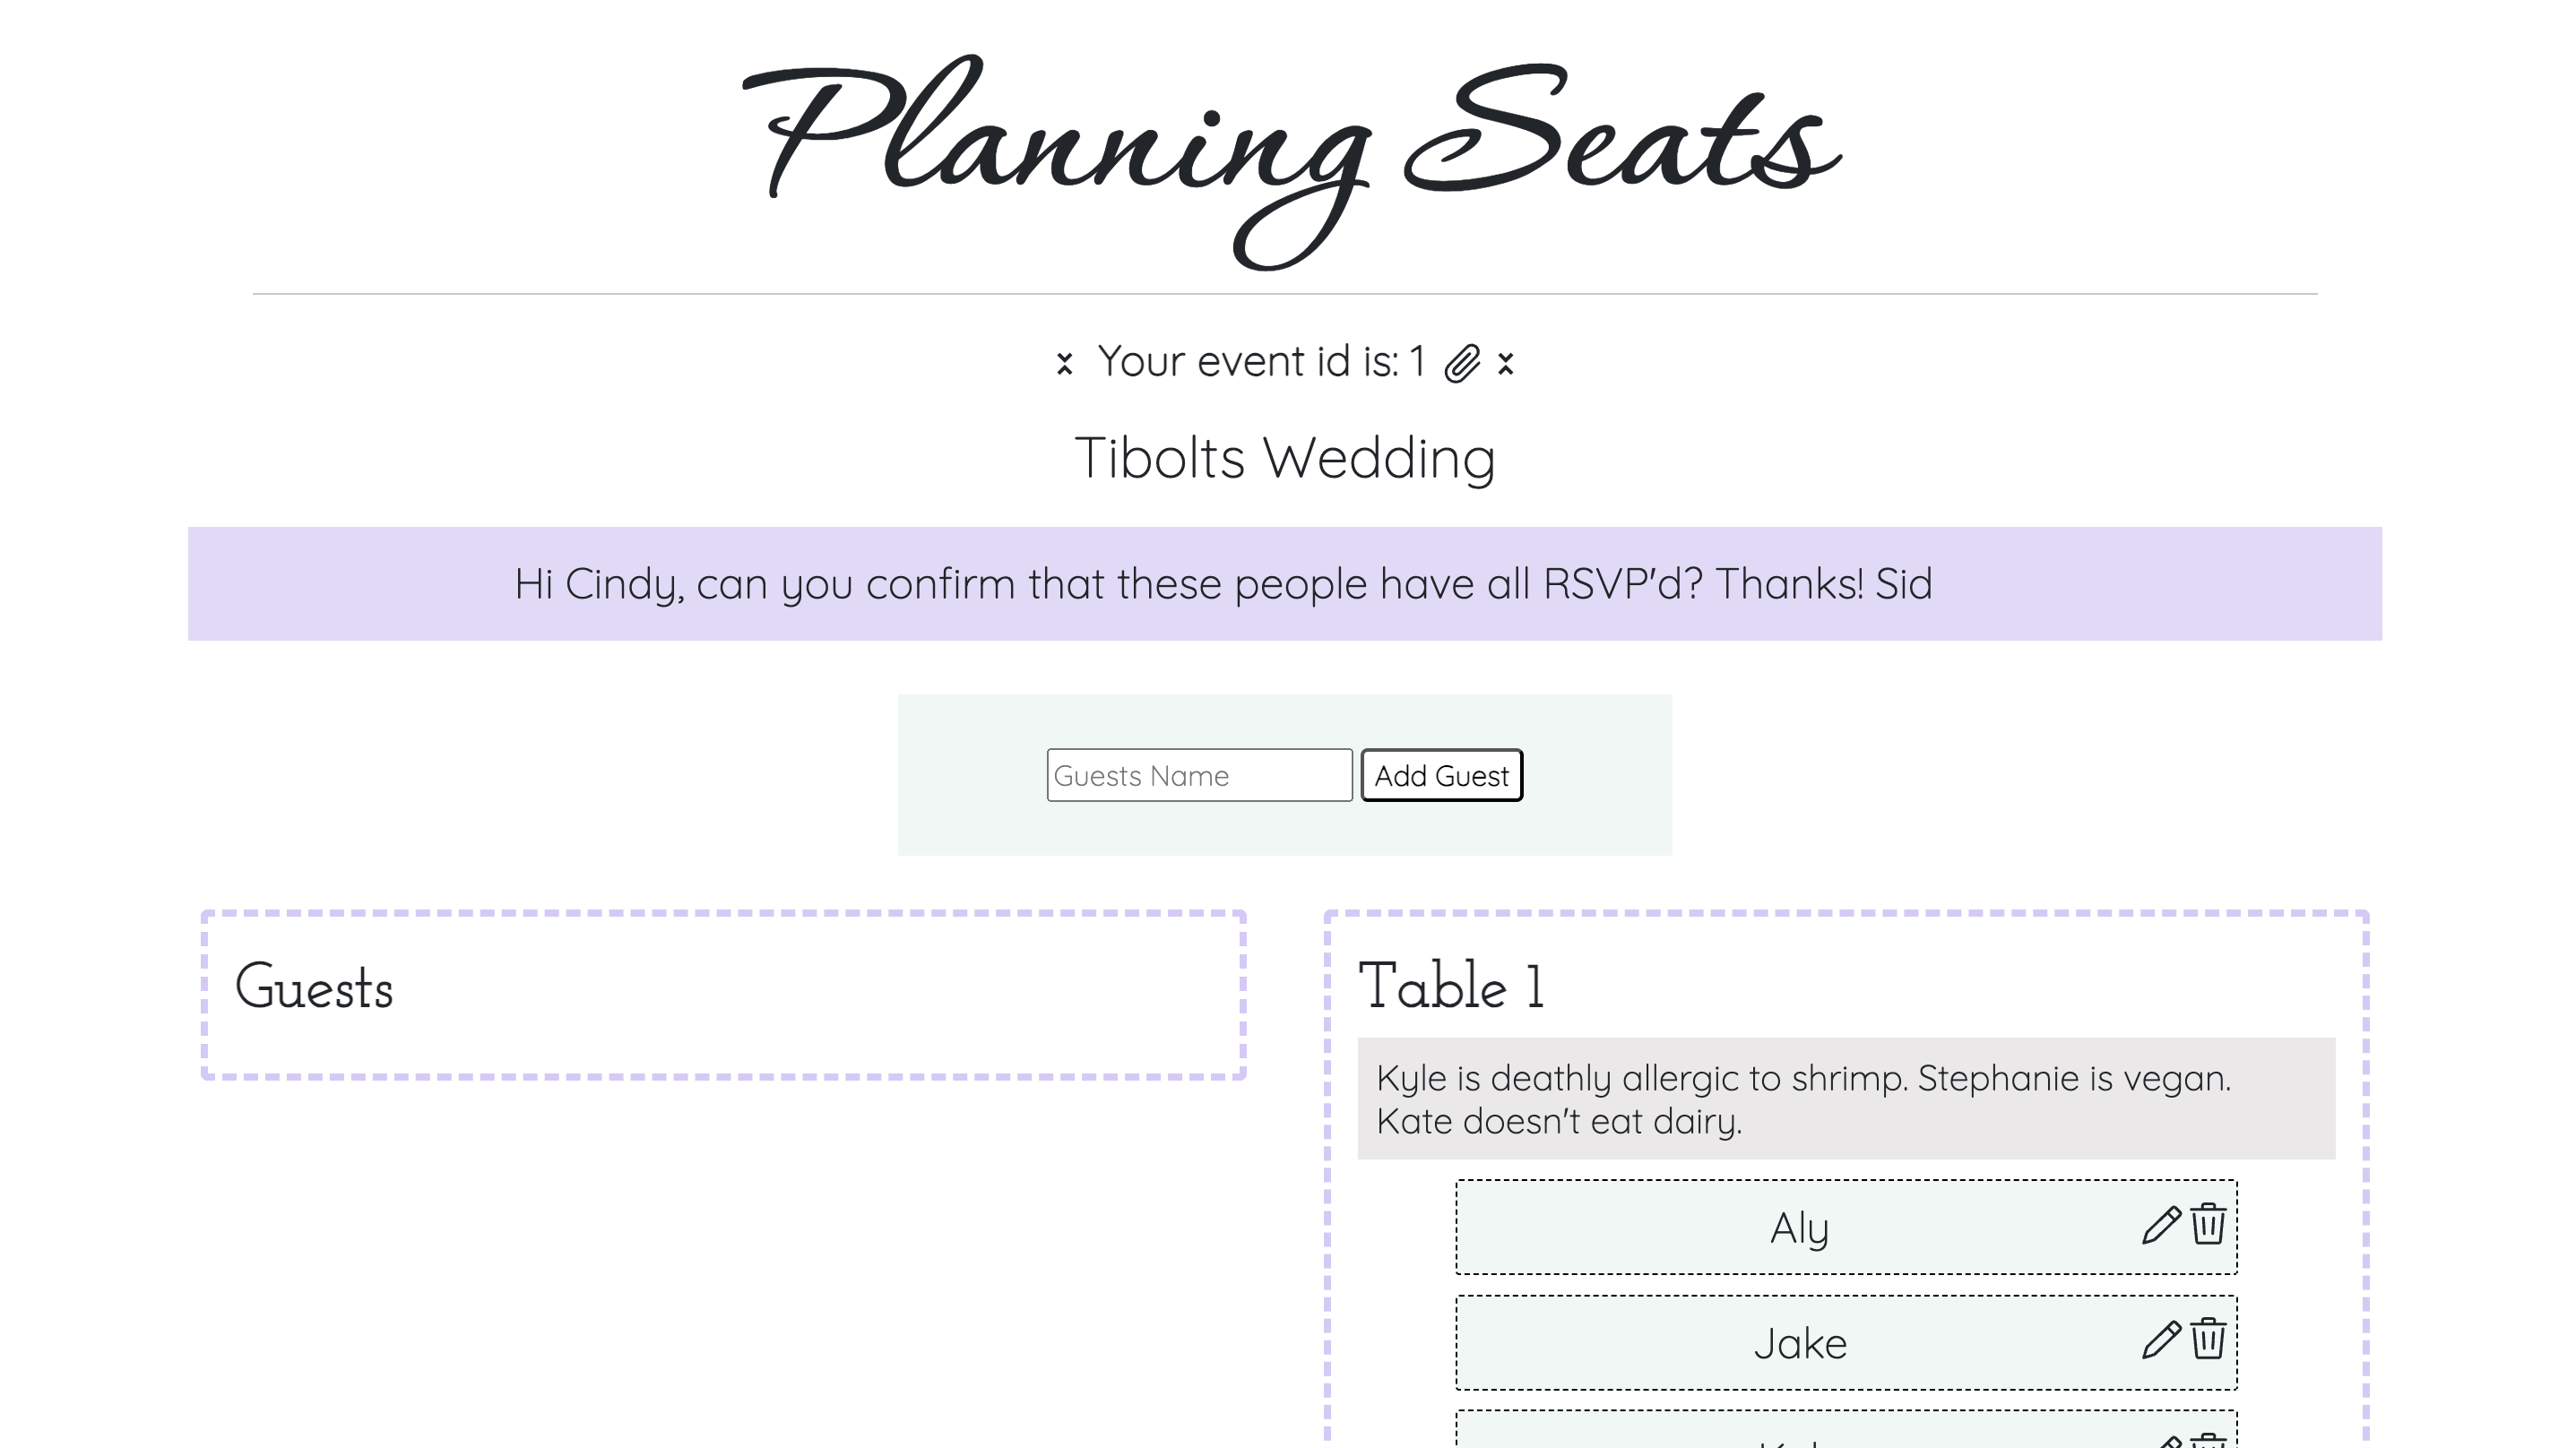 Planning Seats
Your event id is: 1
Tibolts Wedding
Hi Cindy, can you confirm that these people have all RSVP'd? Thanks! Sid
Guests Name Add Guest
Guests
Table 1
Kyle is deathly allergic to shrimp. Stephanie is vegan.
Kate doesn't eat dairy.
Aly
Jake